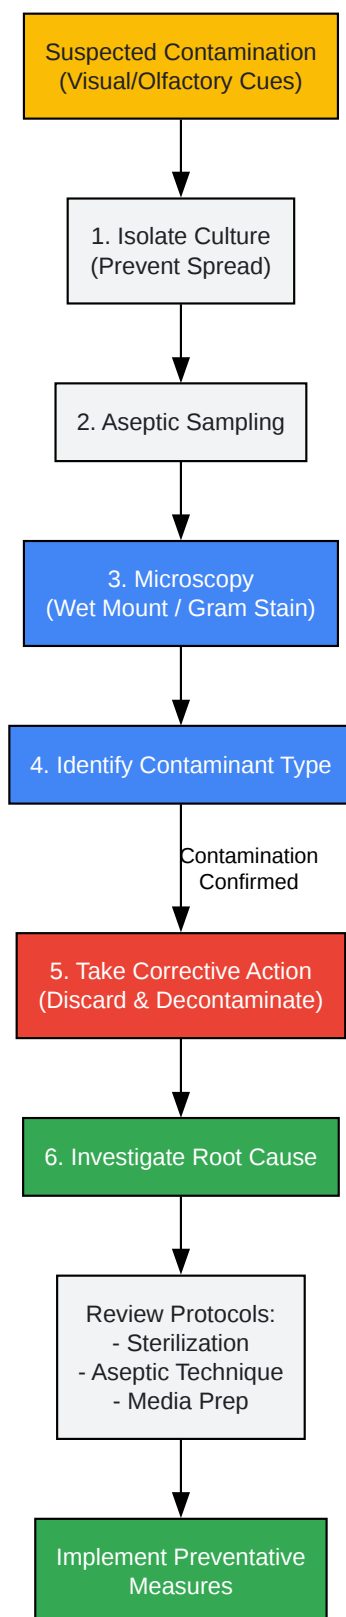 Suspected Contamination
(Visual/Olfactory Cues)
1. Isolate Culture
(Prevent Spread)
2. Aseptic Sampling
3. Microscopy
(Wet Mount / Gram Stain)
4. Identify Contaminant Type
Contamination
Confirmed
5. Take Corrective Action
(Discard & Decontaminate)
6. Investigate Root Cause
Review Protocols:
- Sterilization
- Aseptic Technique
- Media Prep
Implement Preventative
Measures